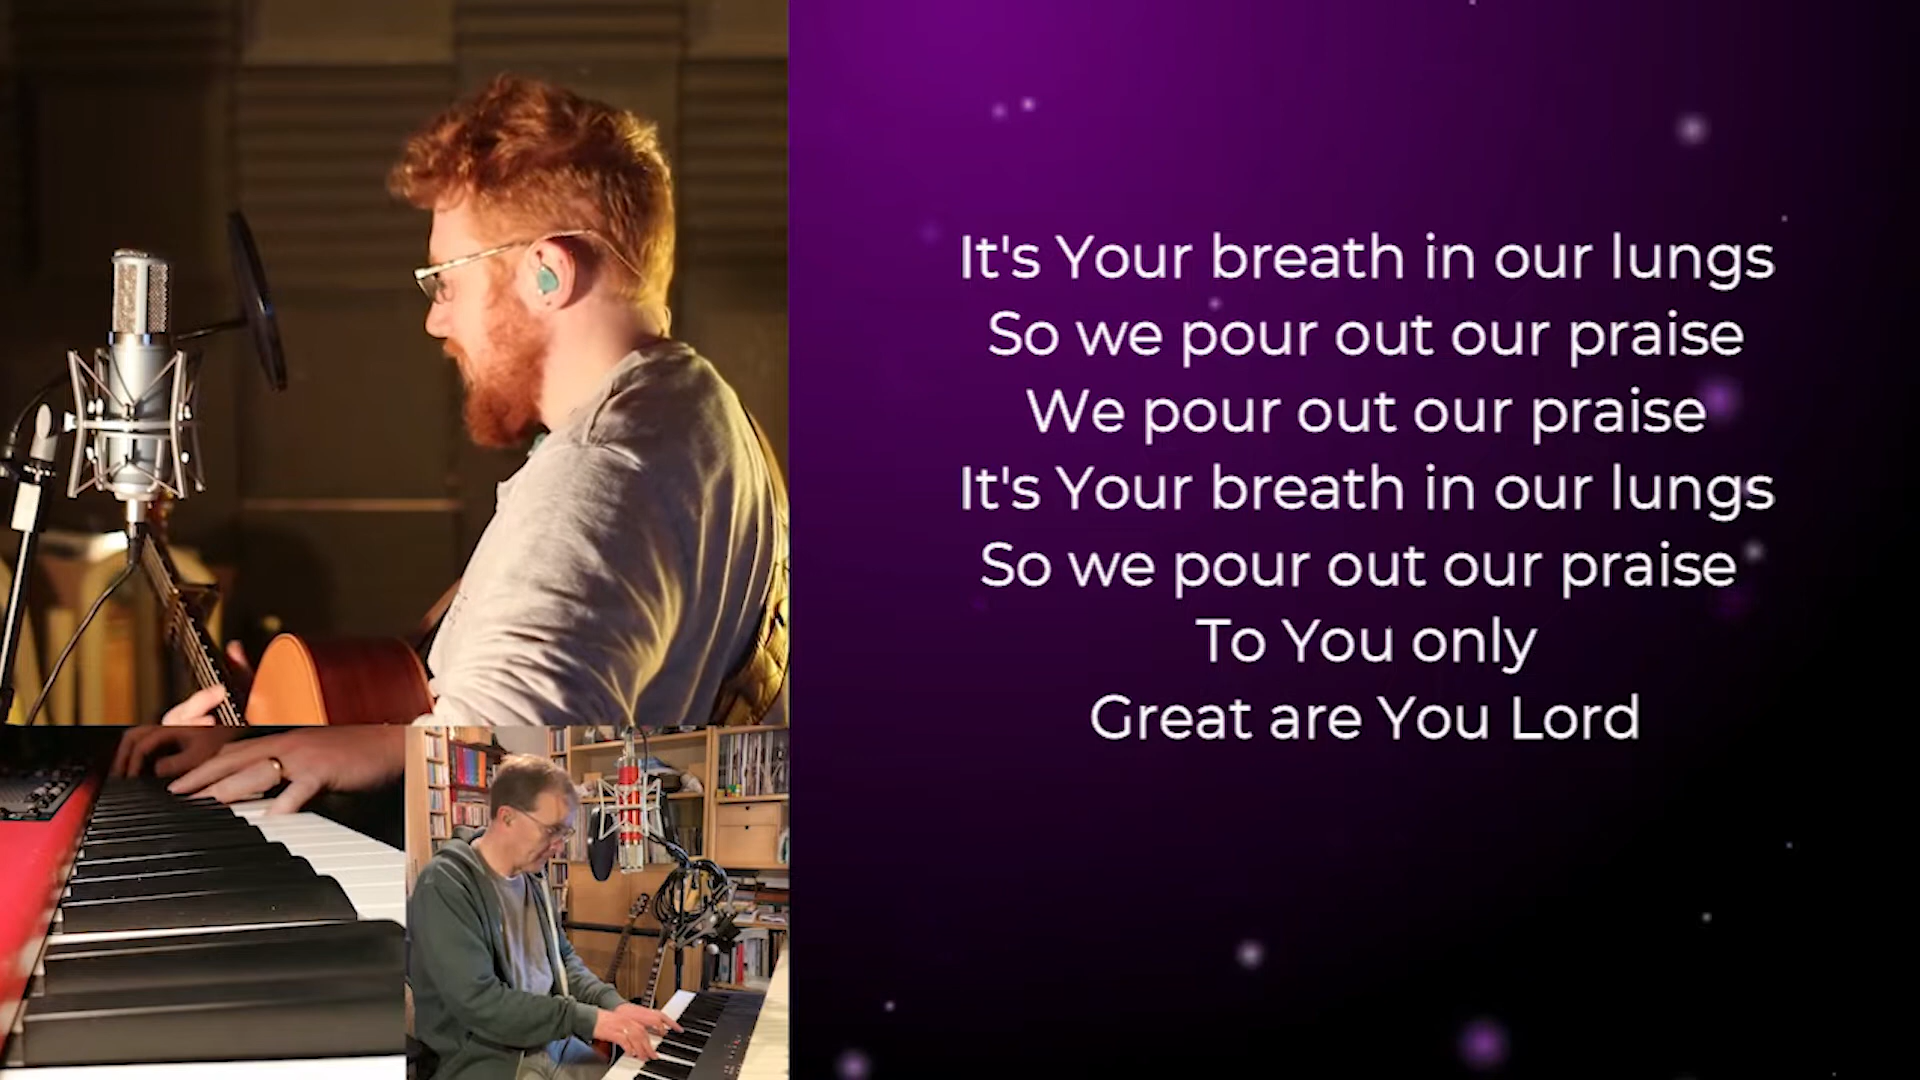 It's Your breath in our lungs
So we pour out our praise
We pour out our praise
It's Your breath in our lungs
So we pour out our praise
To You only
Great are You Lord